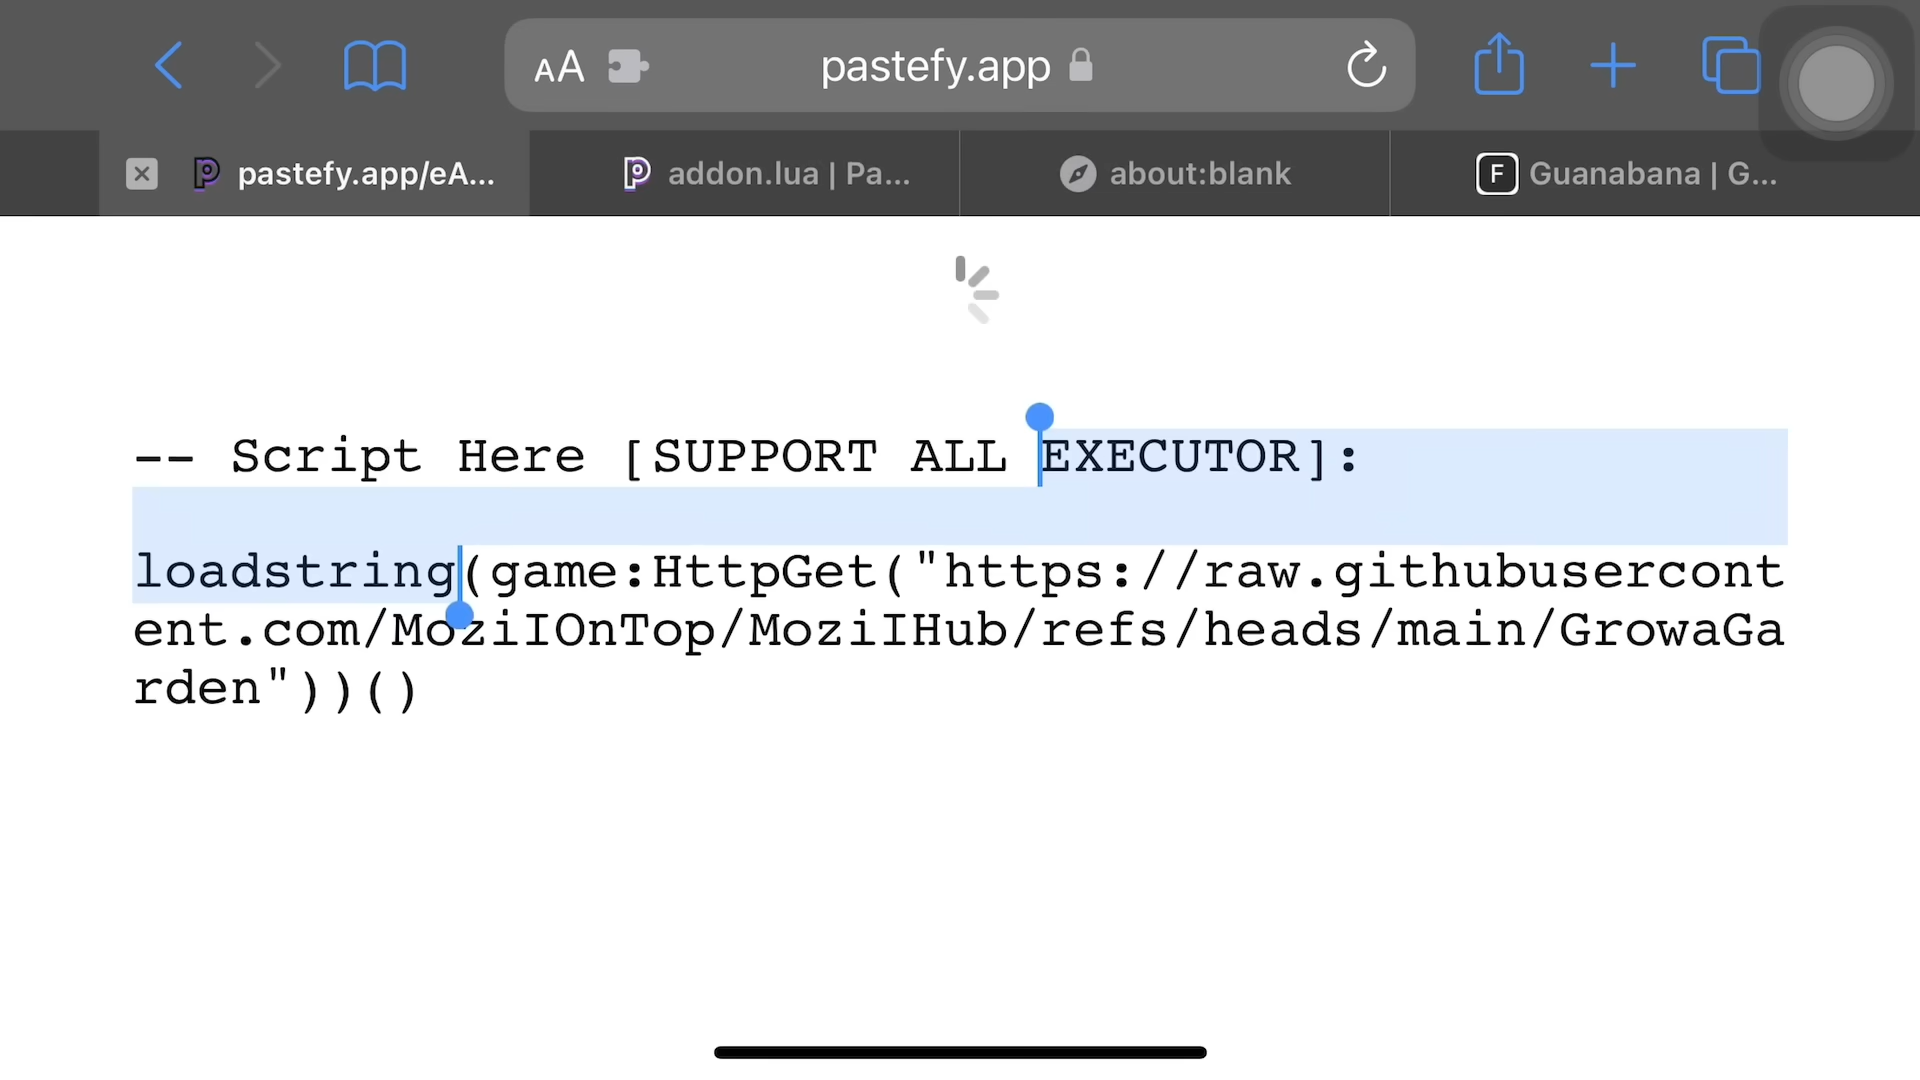 AA pastefy.app
pastefy.app/eA... addon.lua | Pa... about:blank F Guanabana | G...
-- Script Here [SUPPORT ALL EXECUTOR]:
loadstring(game:HttpGet("https://raw.githubusercont
ent.com/MoziIOnTop/MoziIHub/refs/heads/main/GrowaGa
rden"))()